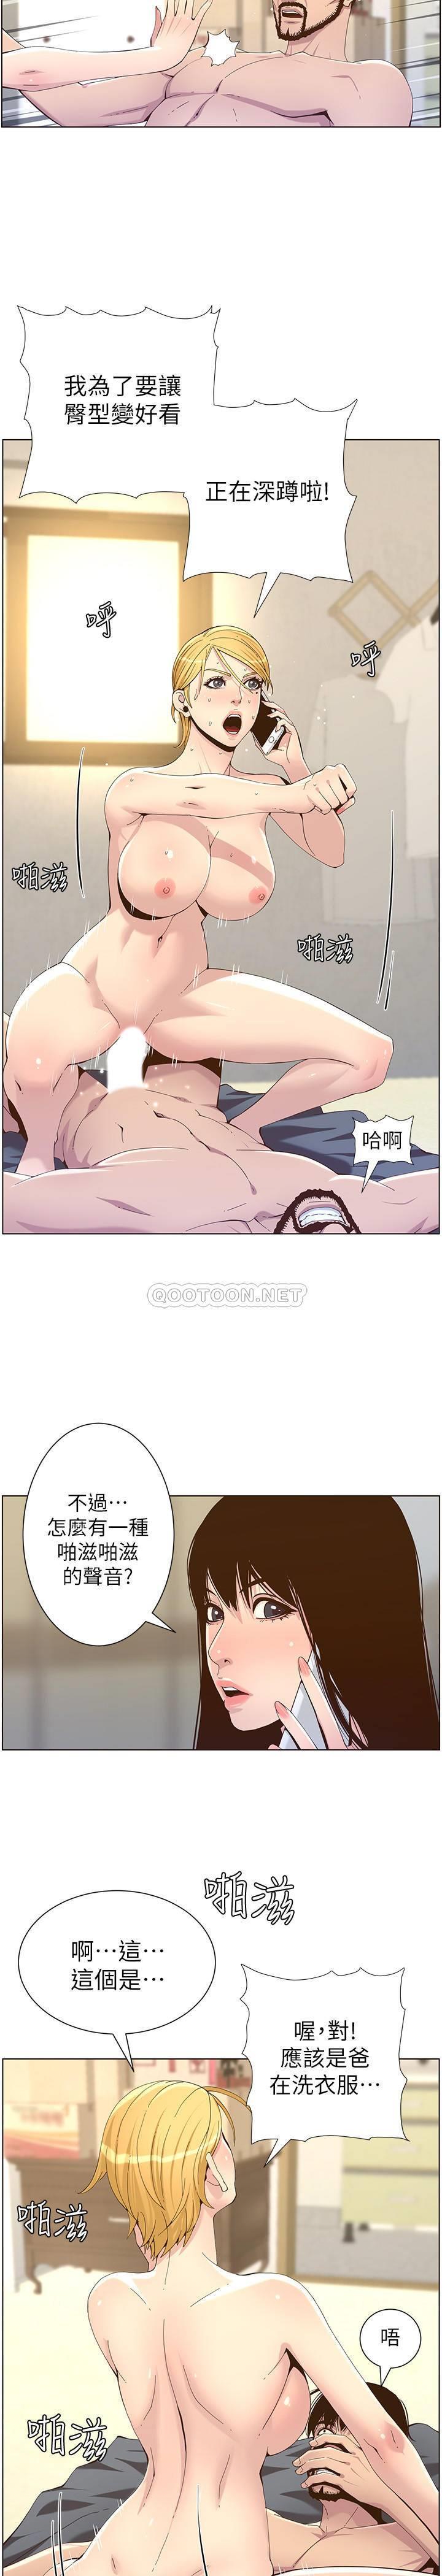 我為了要讓
臀型變好看
正在深蹲啦!
呼
呼
啪滋
啪滋
哈啊
QOOTOON.NET
不過…
怎麼有一種
啪滋啪滋
的聲音?
啪滋
啊…這…
這個是…
喔,對!
應該是爸
在洗衣服…
啪滋
唔
啪滋